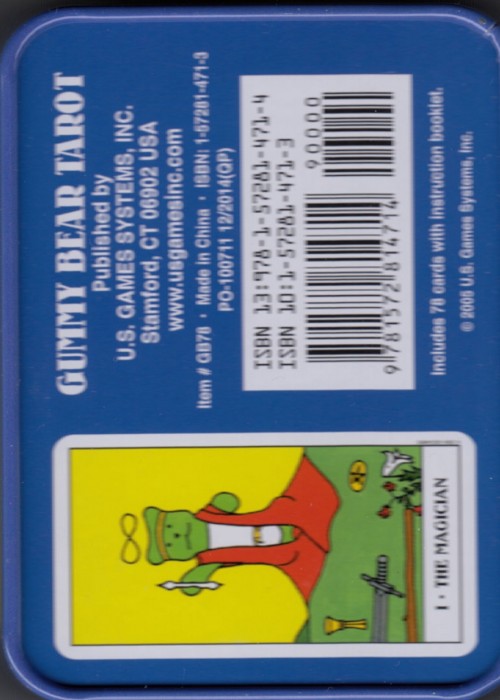 GUMMY BEAR TAROT
Published by
U.S. GAMES SYSTEMS, INC.
Stamford, CT 06902 USA
www.usgamesinc.com
Item # GB78 • Made in China • ISBN 1-57281-471-3
PO-100711 12/2014(QP)
ISBN 13:978-1-57281-471-4
ISBN 10:1-57281-471-3
90000
9 781572 814714
Includes 78 cards with instruction booklet.
© 2005 U.S. Games Systems, Inc.
I • THE MAGICIAN